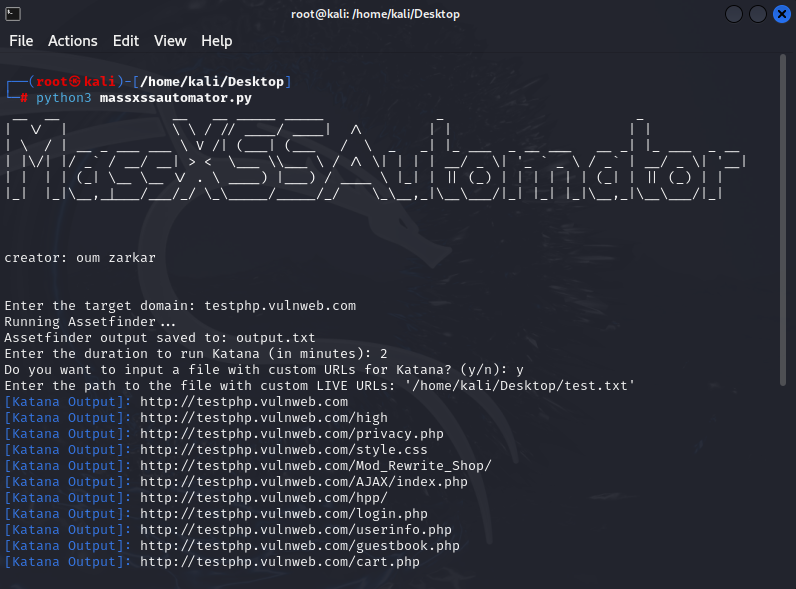 root@kali: /home/kali/Desktop
File Actions Edit View Help
┌──(root㉿kali)-[/home/kali/Desktop]
└─# python3 massxssautomator.py
MassXSSAutomator
creator: oum zarkar
Enter the target domain: testphp.vulnweb.com
Running Assetfinder...
Assetfinder output saved to: output.txt
Enter the duration to run Katana (in minutes): 2
Do you want to input a file with custom URLs for Katana? (y/n): y
Enter the path to the file with custom LIVE URLs: '/home/kali/Desktop/test.txt'
[Katana Output]: http://testphp.vulnweb.com
[Katana Output]: http://testphp.vulnweb.com/high
[Katana Output]: http://testphp.vulnweb.com/privacy.php
[Katana Output]: http://testphp.vulnweb.com/style.css
[Katana Output]: http://testphp.vulnweb.com/Mod_Rewrite_Shop/
[Katana Output]: http://testphp.vulnweb.com/AJAX/index.php
[Katana Output]: http://testphp.vulnweb.com/hpp/
[Katana Output]: http://testphp.vulnweb.com/login.php
[Katana Output]: http://testphp.vulnweb.com/userinfo.php
[Katana Output]: http://testphp.vulnweb.com/guestbook.php
[Katana Output]: http://testphp.vulnweb.com/cart.php